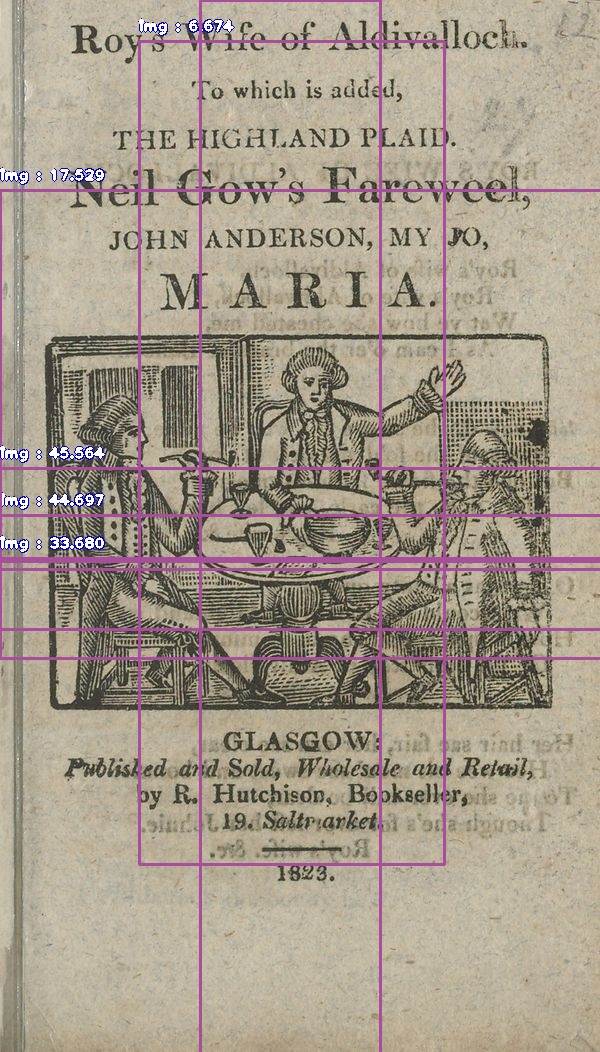 Roy's Wife of Aldivalloch.
To which is added,
THE HIGHLAND PLAID.
Neil Gow's Fareweel,
JOHN ANDERSON, MY JO,
MARIA.
GLASGOW:
Published and Sold, Wholesale and Retail,
by R. Hutchison, Bookseller,
19. Saltmarket.
1823.
Img : 6.674
Img : 17.529
Img : 45.564
Img : 44.697
Img : 33.680